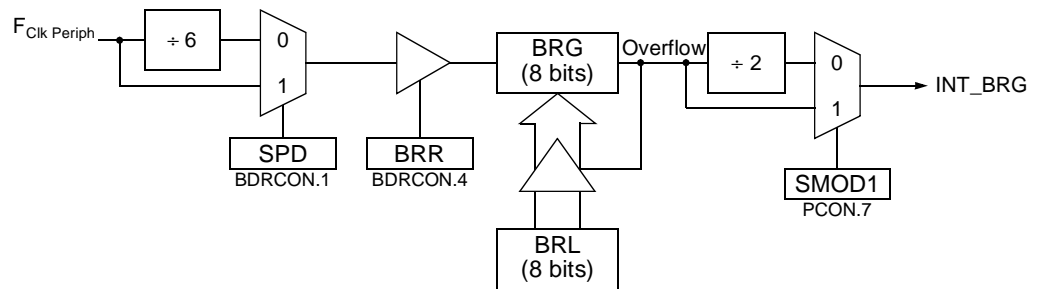 F Clk Periph
÷ 6
0
1
SPD
BDRCON.1
BRR
BDRCON.4
BRG
(8 bits)
Overflow
BRL
(8 bits)
÷ 2
0
1
SMOD1
PCON.7
INT_BRG